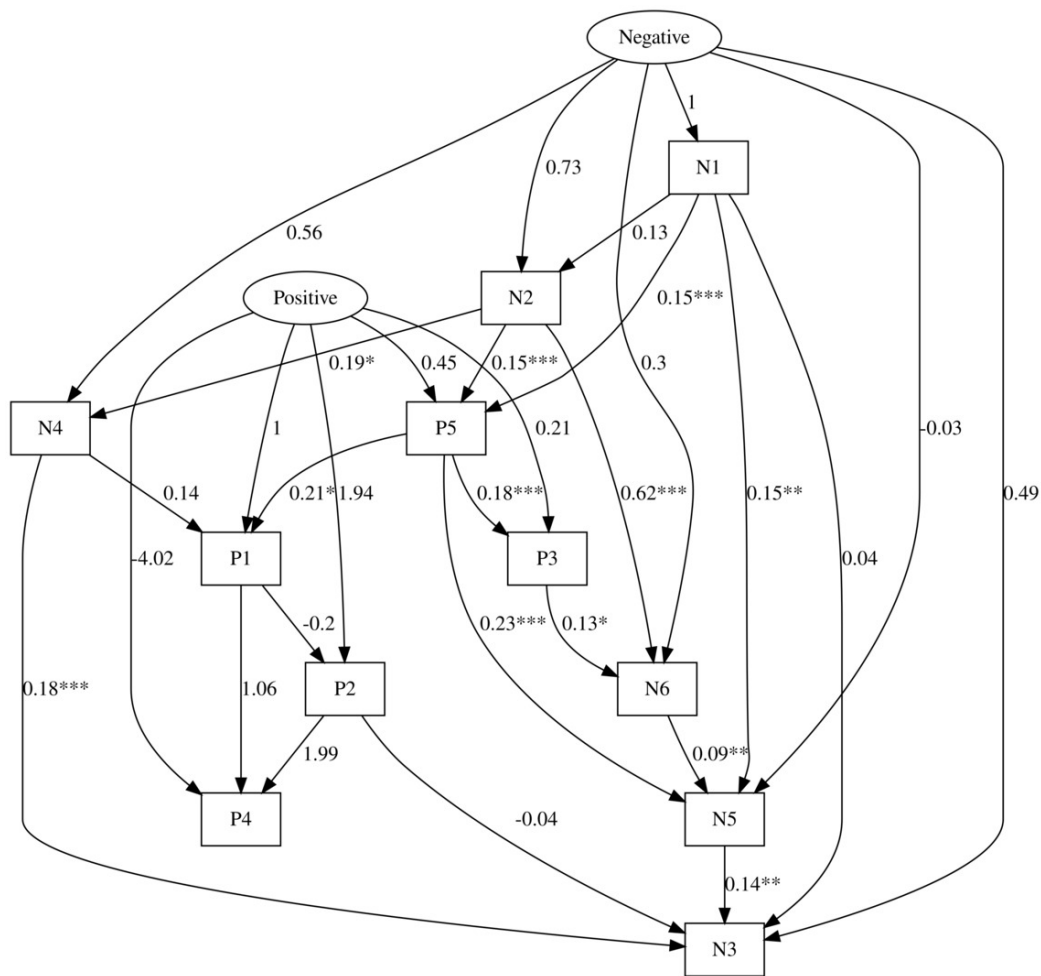 Negative
1
N1
0.73
0.56
0.13
N2
Positive
0.15***
0.19*
0.45
0.15***
0.3
N4
P5
1
0.21
-0.03
0.14
0.21*
1.94
0.18***
0.62***
0.15**
0.49
P1
P3
-4.02
0.04
-0.2
0.23***
0.13*
0.18***
1.06
P2
N6
1.99
0.09**
P4
-0.04
N5
0.14**
N3